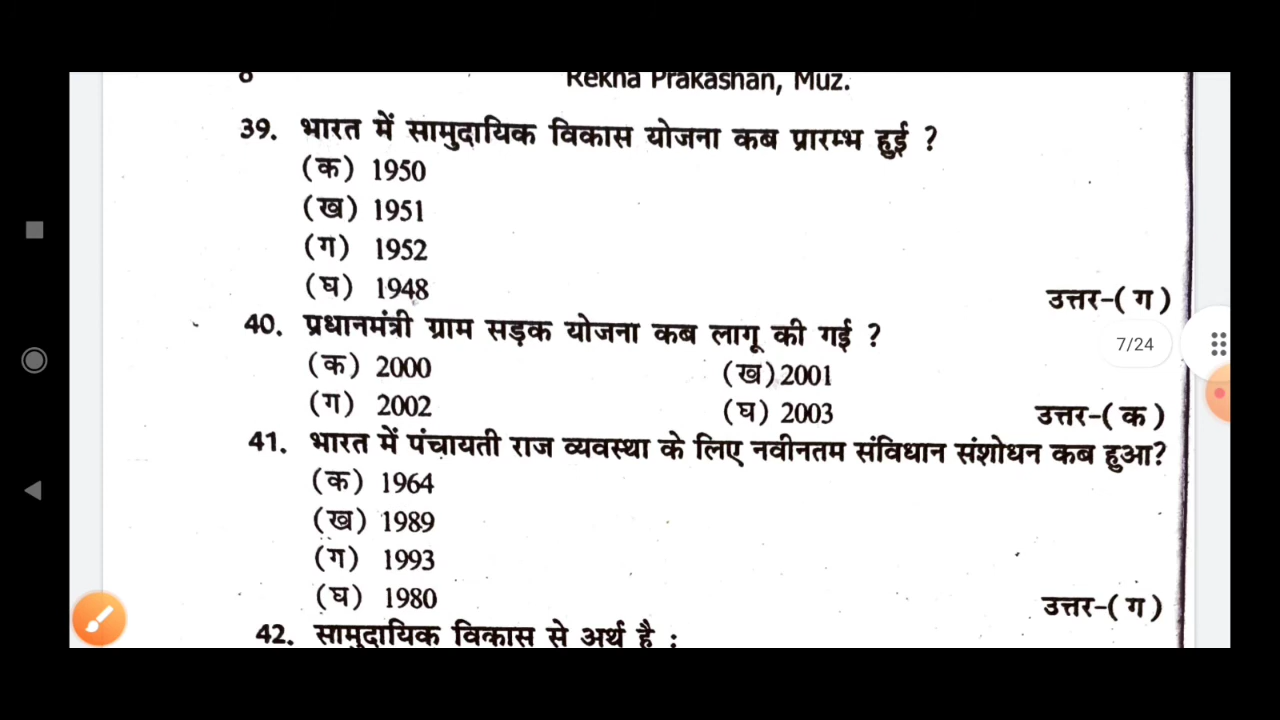 8 Rekha Prakashan, Muz.
39. भारत में सामुदायिक विकास योजना कब प्रारम्भ हुई ?
(क) 1950
(ख) 1951
(ग) 1952
(घ) 1948 उत्तर-( ग )
40. प्रधानमंत्री ग्राम सड़क योजना कब लागू की गई ?
(क) 2000 (ख) 2001
(ग) 2002 (घ) 2003 उत्तर-( क )
7/24
41. भारत में पंचायती राज व्यवस्था के लिए नवीनतम संविधान संशोधन कब हुआ?
(क) 1964
(ख) 1989
(ग) 1993
(घ) 1980 उत्तर-( ग )
42. सामुदायिक विकास से अर्थ है :